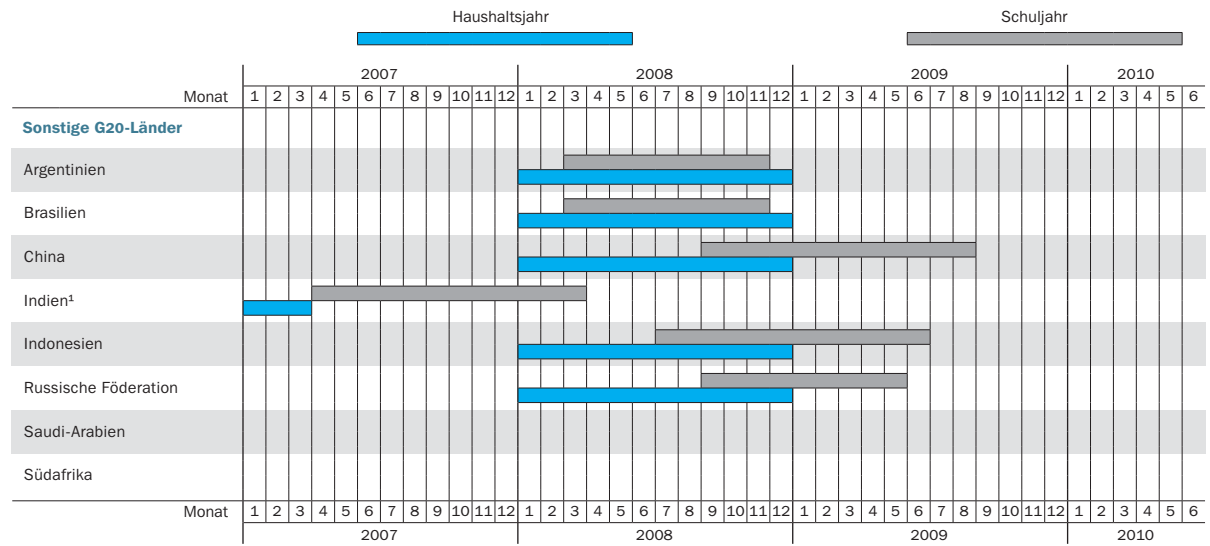 Haushaltsjahr Schuljahr
2007 2008 2009 2010
Monat 1 2 3 4 5 6 7 8 9 10 11 12 1 2 3 4 5 6 7 8 9 10 11 12 1 2 3 4 5 6 7 8 9 10 11 12 1 2 3 4 5 6
Sonstige G20-Länder
Argentinien
Brasilien
China
Indien¹
Indonesien
Russische Föderation
Saudi-Arabien
Südafrika
Monat 1 2 3 4 5 6 7 8 9 10 11 12 1 2 3 4 5 6 7 8 9 10 11 12 1 2 3 4 5 6 7 8 9 10 11 12 1 2 3 4 5 6
2007 2008 2009 2010